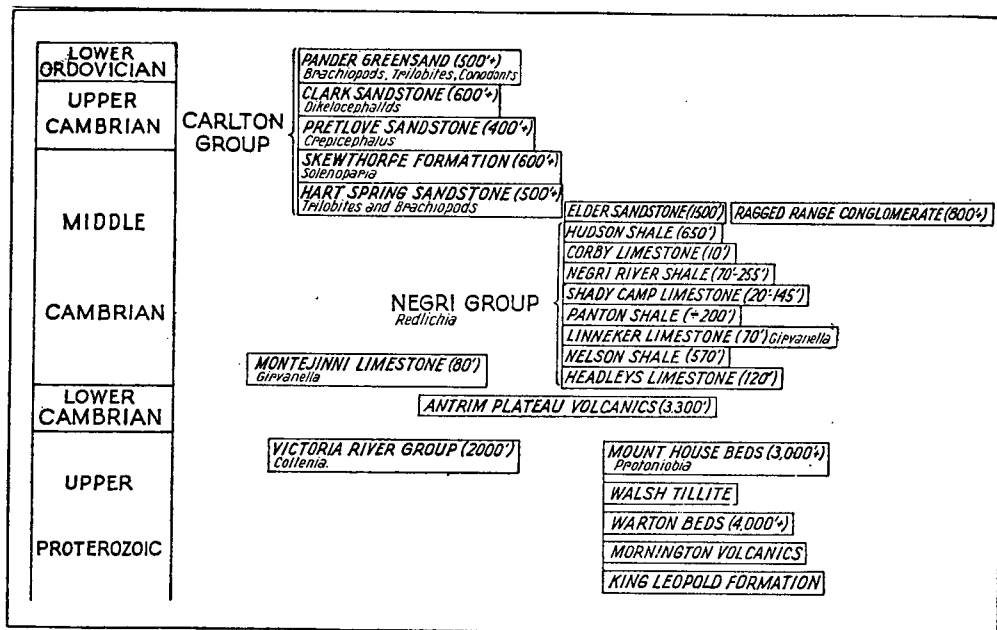 LOWER
ORDOVICIAN
UPPER
CAMBRIAN
MIDDLE
CAMBRIAN
LOWER
CAMBRIAN
UPPER
PROTEROZOIC
CARLTON
GROUP
PANDER GREENSAND (500'+)
Brachiopods, Trilobites, Conodonts
CLARK SANDSTONE (600'+)
Dikelocephalids
PRETLOVE SANDSTONE (400'+)
Crepicephalus
SKEWTHORPE FORMATION (600'+)
Solenoparia
HART SPRING SANDSTONE (500'+)
Trilobites and Brachiopods
NEGRI GROUP
Redlichia
ELDER SANDSTONE (1500')
RAGGED RANGE CONGLOMERATE (800'+)
HUDSON SHALE (650')
CORBY LIMESTONE (10')
NEGRI RIVER SHALE (70'-255')
SHADY CAMP LIMESTONE (20'-145')
PANTON SHALE (÷200')
LINNEKER LIMESTONE (70') Girvanella
NELSON SHALE (570')
HEADLEYS LIMESTONE (120')
MONTEJINNI LIMESTONE (80')
Girvanella
ANTRIM PLATEAU VOLCANICS (3.300')
VICTORIA RIVER GROUP (2000')
Collenia.
MOUNT HOUSE BEDS (3,000'+)
Protoniobia
WALSH TILLITE
WARTON BEDS (4,000'+)
MORNINGTON VOLCANICS
KING LEOPOLD FORMATION